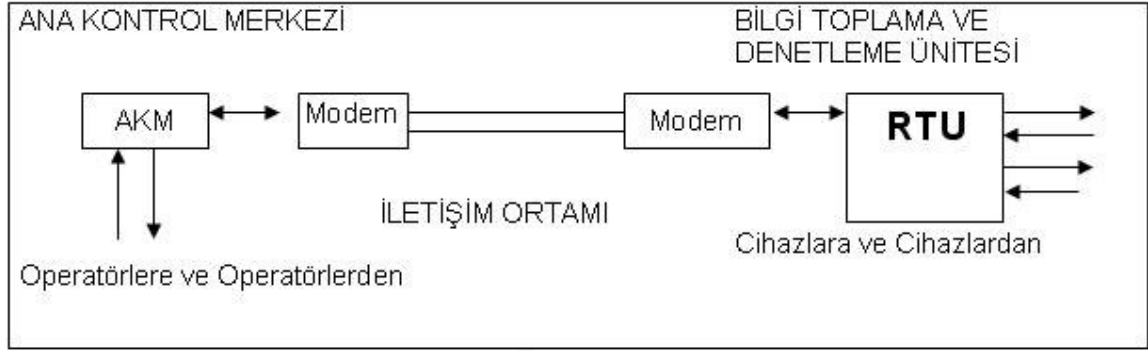 ANA KONTROL MERKEZİ
BİLGİ TOPLAMA VE
DENETLEME ÜNİTESİ
AKM
Modem
Modem
RTU
İLETİŞİM ORTAMI
Cihazlara ve Cihazlardan
Operatörlere ve Operatörlerden